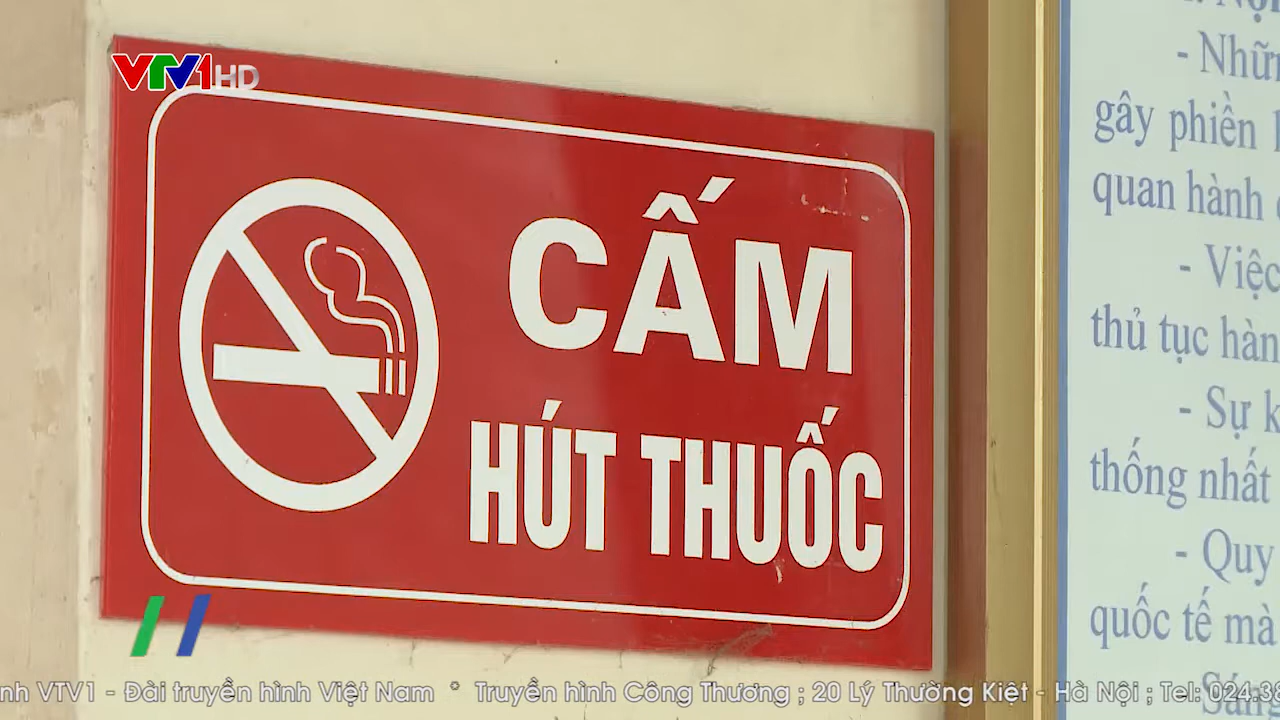 VTV1 HD
CẤM
HÚT THUỐC
- Nhữn
gây phiền
quan hành
- Việc
thủ tục hàn
- Sự k
thống nhất
- Quy
quốc tế mà
- Sáng
nh VTV1 - Đài truyền hình Việt Nam * Truyền hình Công Thương ; 20 Lý Thường Kiệt - Hà Nội ; Tel: 024.38